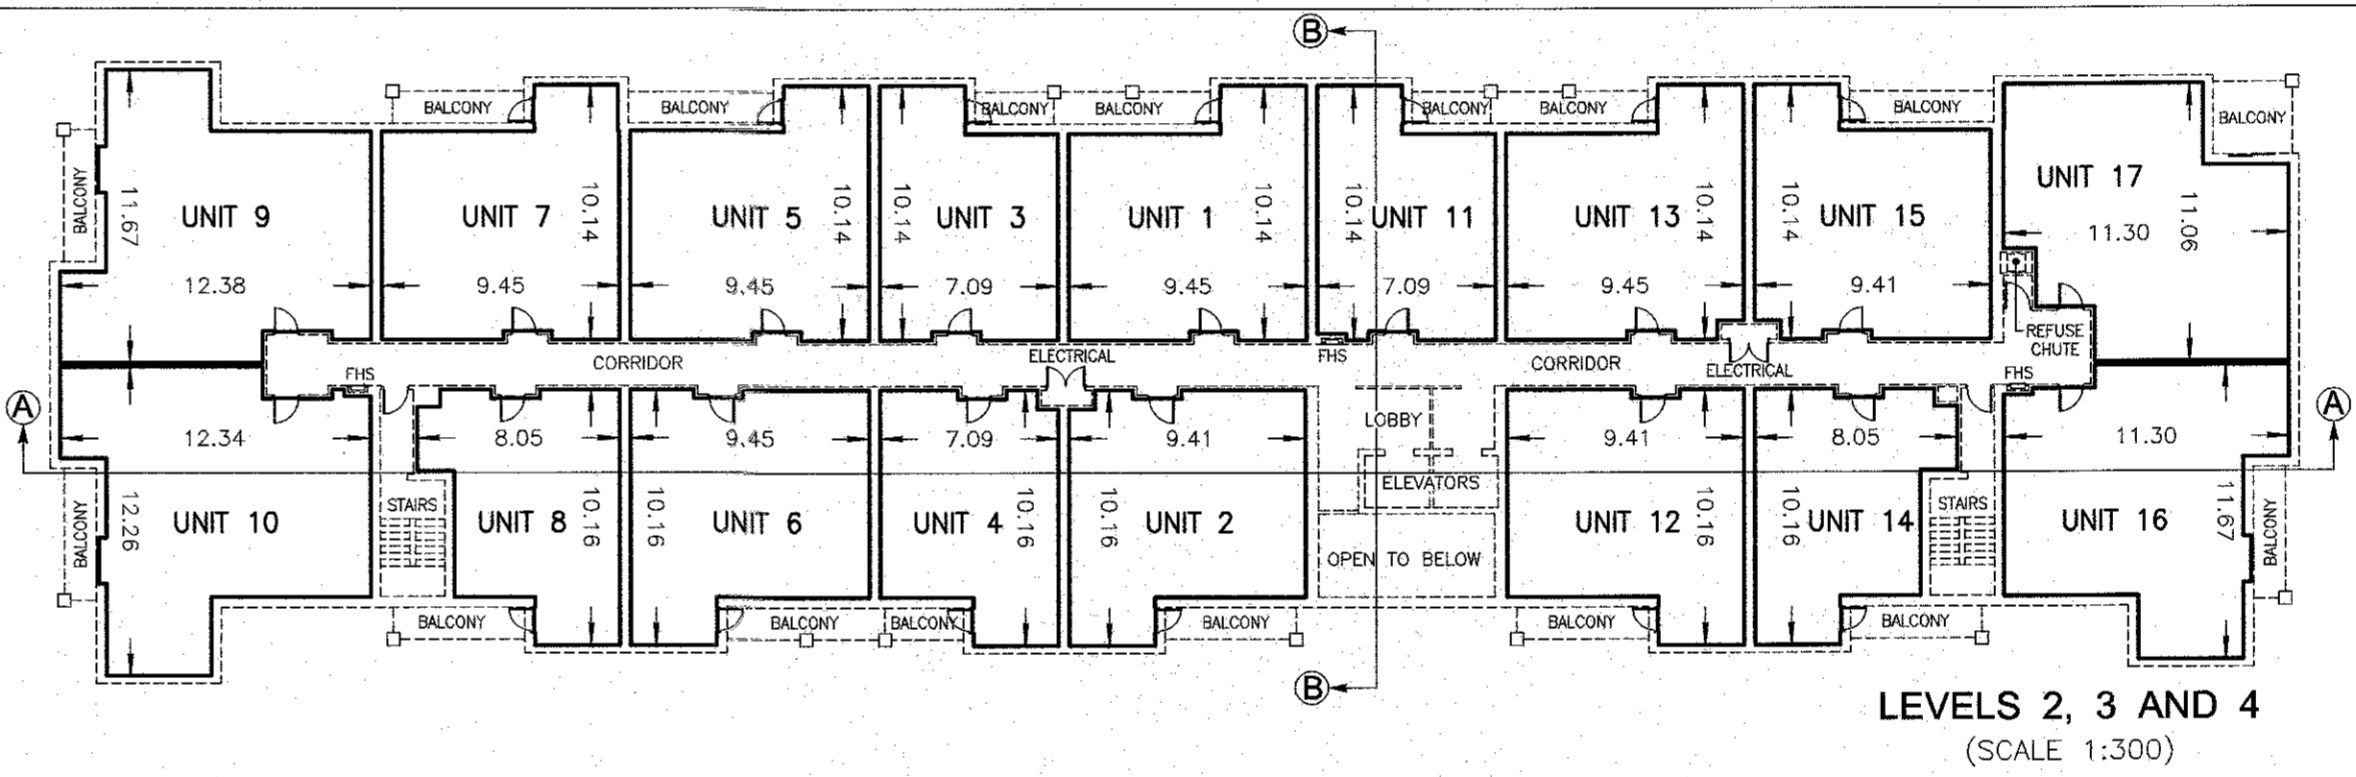 B
BALCONY
BALCONY
BALCONY
BALCONY
BALCONY
BALCONY
BALCONY
BALCONY
UNIT 17
BALCONY
11.67
10.14
10.14
10.14
10.14
10.14
10.14
10.14
11.06
UNIT 9
UNIT 7
UNIT 5
UNIT 3
UNIT 1
UNIT 11
UNIT 13
UNIT 15
11.30
12.38
9.45
9.45
7.09
9.45
7.09
9.45
9.41
REFUSE
CHUTE
CORRIDOR
ELECTRICAL
FHS
CORRIDOR
ELECTRICAL
FHS
FHS
A
A
LOBBY
12.34
8.05
9.45
7.09
9.41
9.41
8.05
11.30
ELEVATORS
STAIRS
STAIRS
BALCONY
12.26
UNIT 10
UNIT 8
10.16
10.16
UNIT 6
UNIT 4
10.16
10.16
UNIT 2
UNIT 12
10.16
10.16
UNIT 14
UNIT 16
11.67
BALCONY
OPEN TO BELOW
BALCONY
BALCONY
BALCONY
BALCONY
BALCONY
BALCONY
B
LEVELS 2, 3 AND 4
(SCALE 1:300)